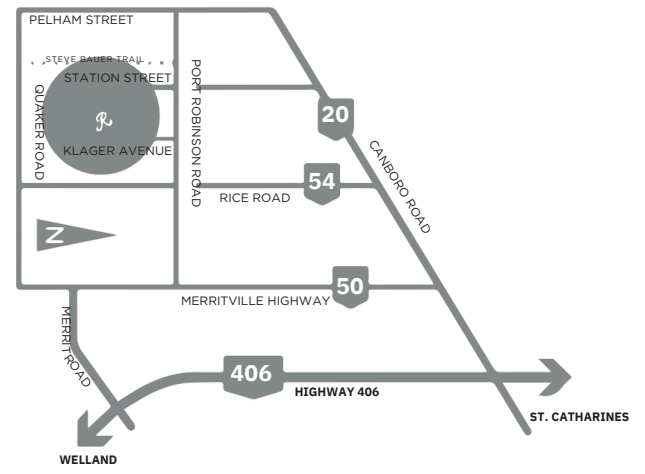 PELHAM STREET
STEVE BAUER TRAIL
STATION STREET
QUAKER ROAD
R
KLAGER AVENUE
PORT ROBINSON ROAD
20
CANBORO ROAD
54
RICE ROAD
N
50
MERRITVILLE HIGHWAY
MERRIT ROAD
406
HIGHWAY 406
ST. CATHARINES
WELLAND